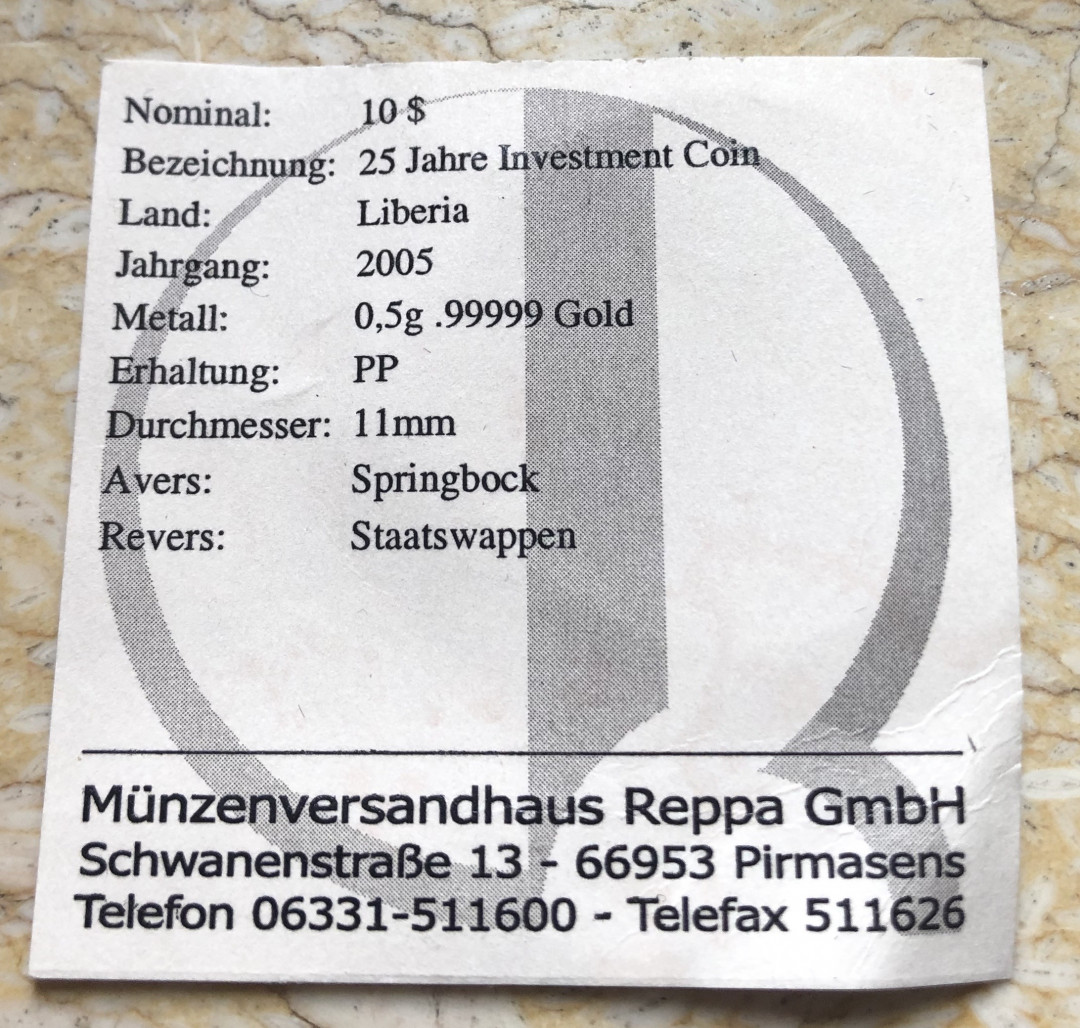 Nominal: 10 $
Bezeichnung: 25 Jahre Investment Coin
Land: Liberia
Jahrgang: 2005
Metall: 0,5g .99999 Gold
Erhaltung: PP
Durchmesser: 11mm
Avers: Springbock
Revers: Staatswappen
Münzenversandhaus Reppa GmbH
Schwanenstraße 13 - 66953 Pirmasens
Telefon 06331-511600 - Telefax 511626